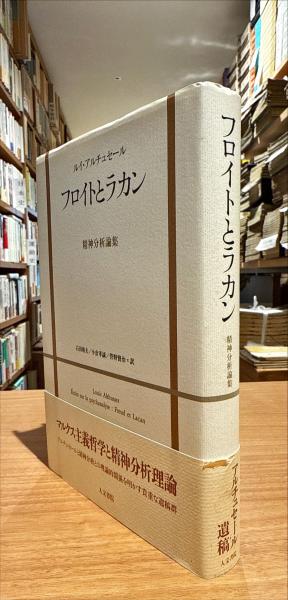 ルイ・アルチュセール
フロイトとラカン
精神分析論集
石田靖夫/小倉孝誠/菅野賢治=訳
Louis Althusser
Écrits sur la psychanalyse - Freud et Lacan
マルクス主義哲学と精神分析理論
人文書院
フロイトとラカン
精神分析論集
アルチュセール
遺稿
人文書院